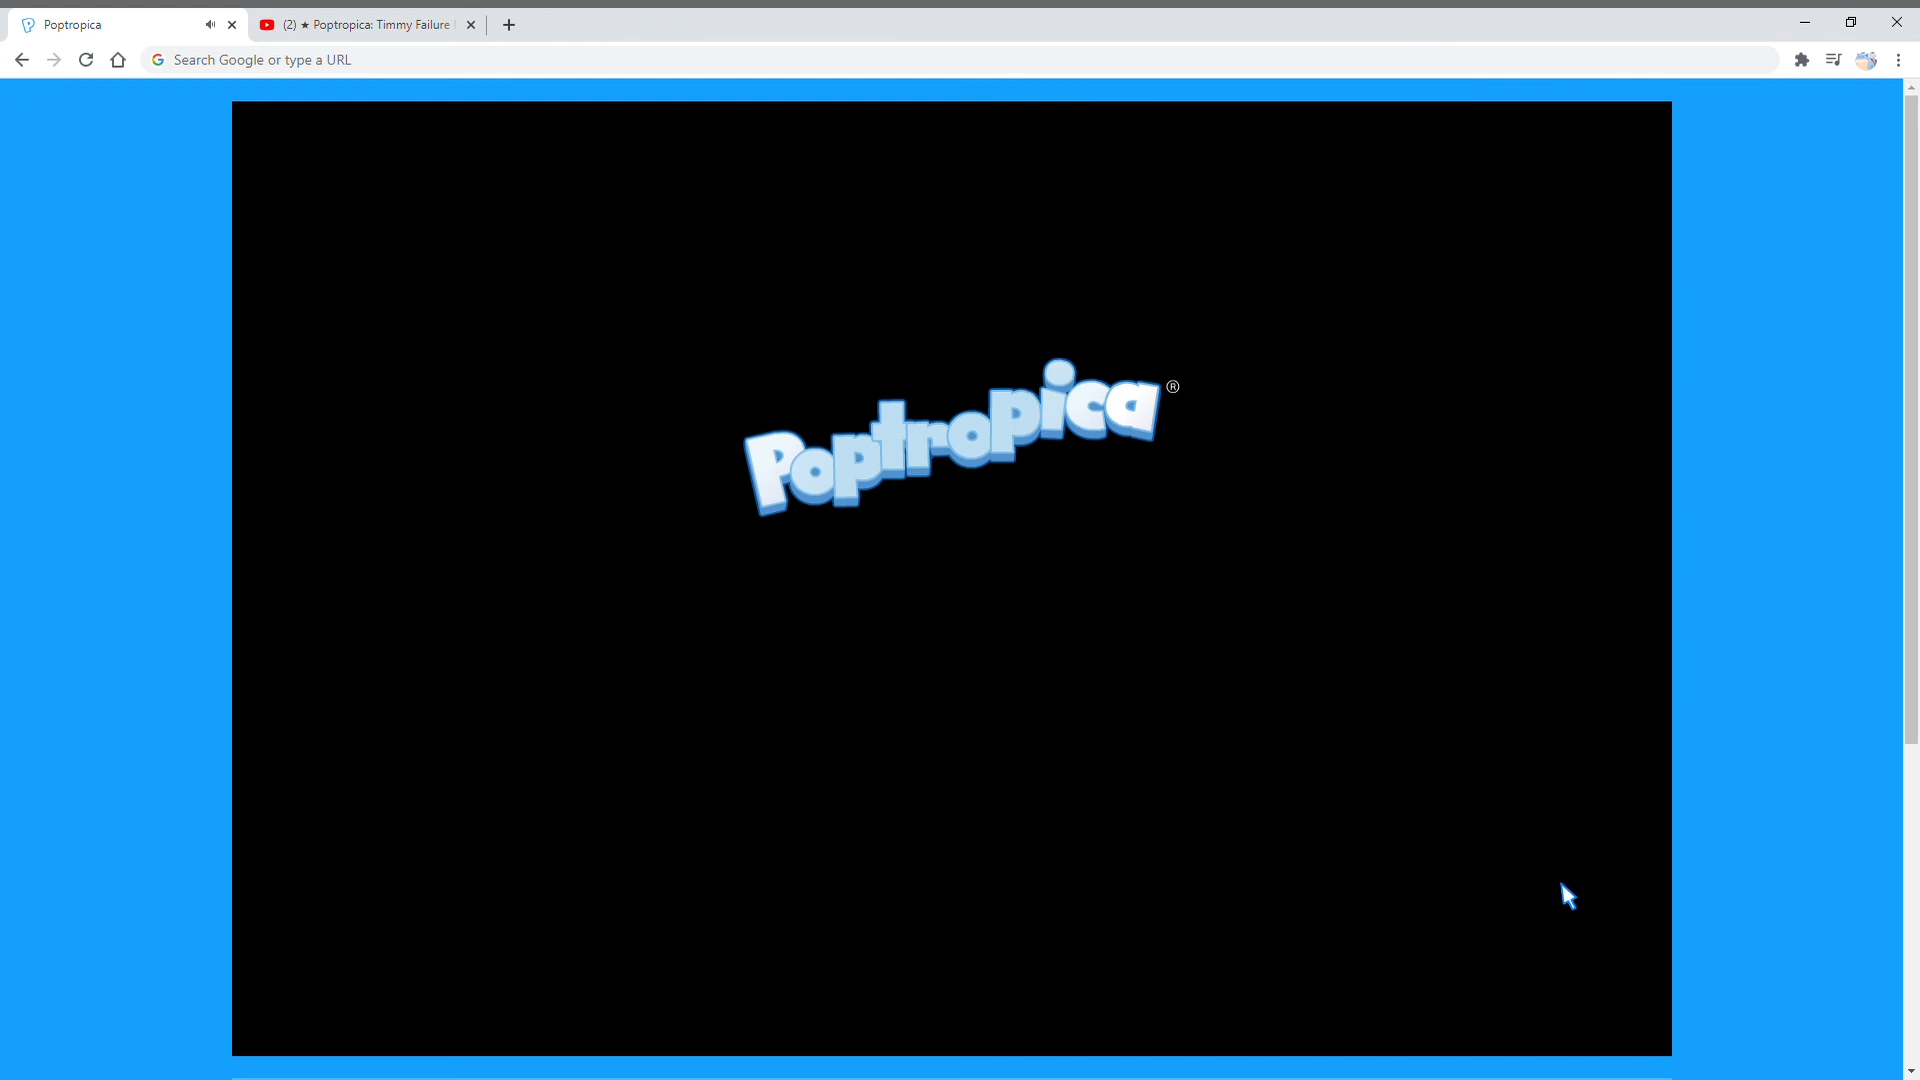 Poptropica
(2) ★ Poptropica: Timmy Failure
Search Google or type a URL
Poptropica®